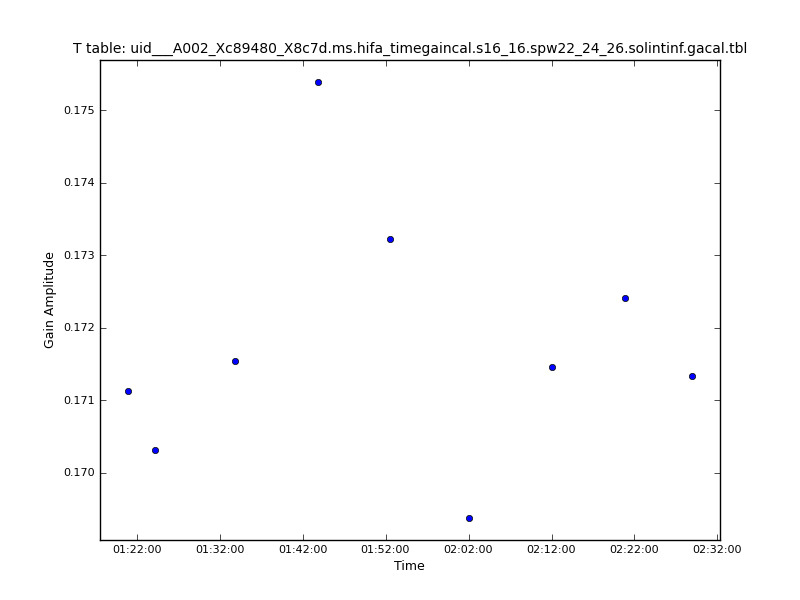 T table: uid___A002_Xc89480_X8c7d.ms.hifa_timegaincal.s16_16.spw22_24_26.solintinf.gacal.tbl
0.175
0.174
0.173
0.172
0.171
0.170
Gain Amplitude
01:22:00 01:32:00 01:42:00 01:52:00 02:02:00 02:12:00 02:22:00 02:32:00
Time